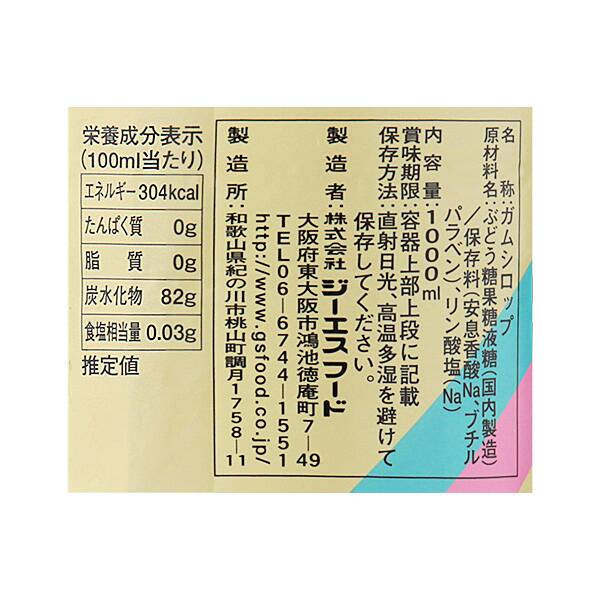 名　称：ガムシロップ
原材料名：ぶどう糖果糖液糖（国内製造）
／保存料（安息香酸Na、ブチル
パラベン）、リン酸塩（Na）
内容量：1000ml
賞味期限：容器上部上段に記載
保存方法：直射日光、高温多湿を避けて
保存してください。
製造者：株式会社 ジーエスフード
大阪府東大阪市鴻池徳庵町7－49
TEL06－6744－1551
http://www.gsfood.co.jp/
製造所：和歌山県紀の川市桃山町調月1758－11
栄養成分表示
(100ml当たり)
エネルギー 304kcal
たんぱく質 0g
脂質 0g
炭水化物 82g
食塩相当量 0.03g
推定値